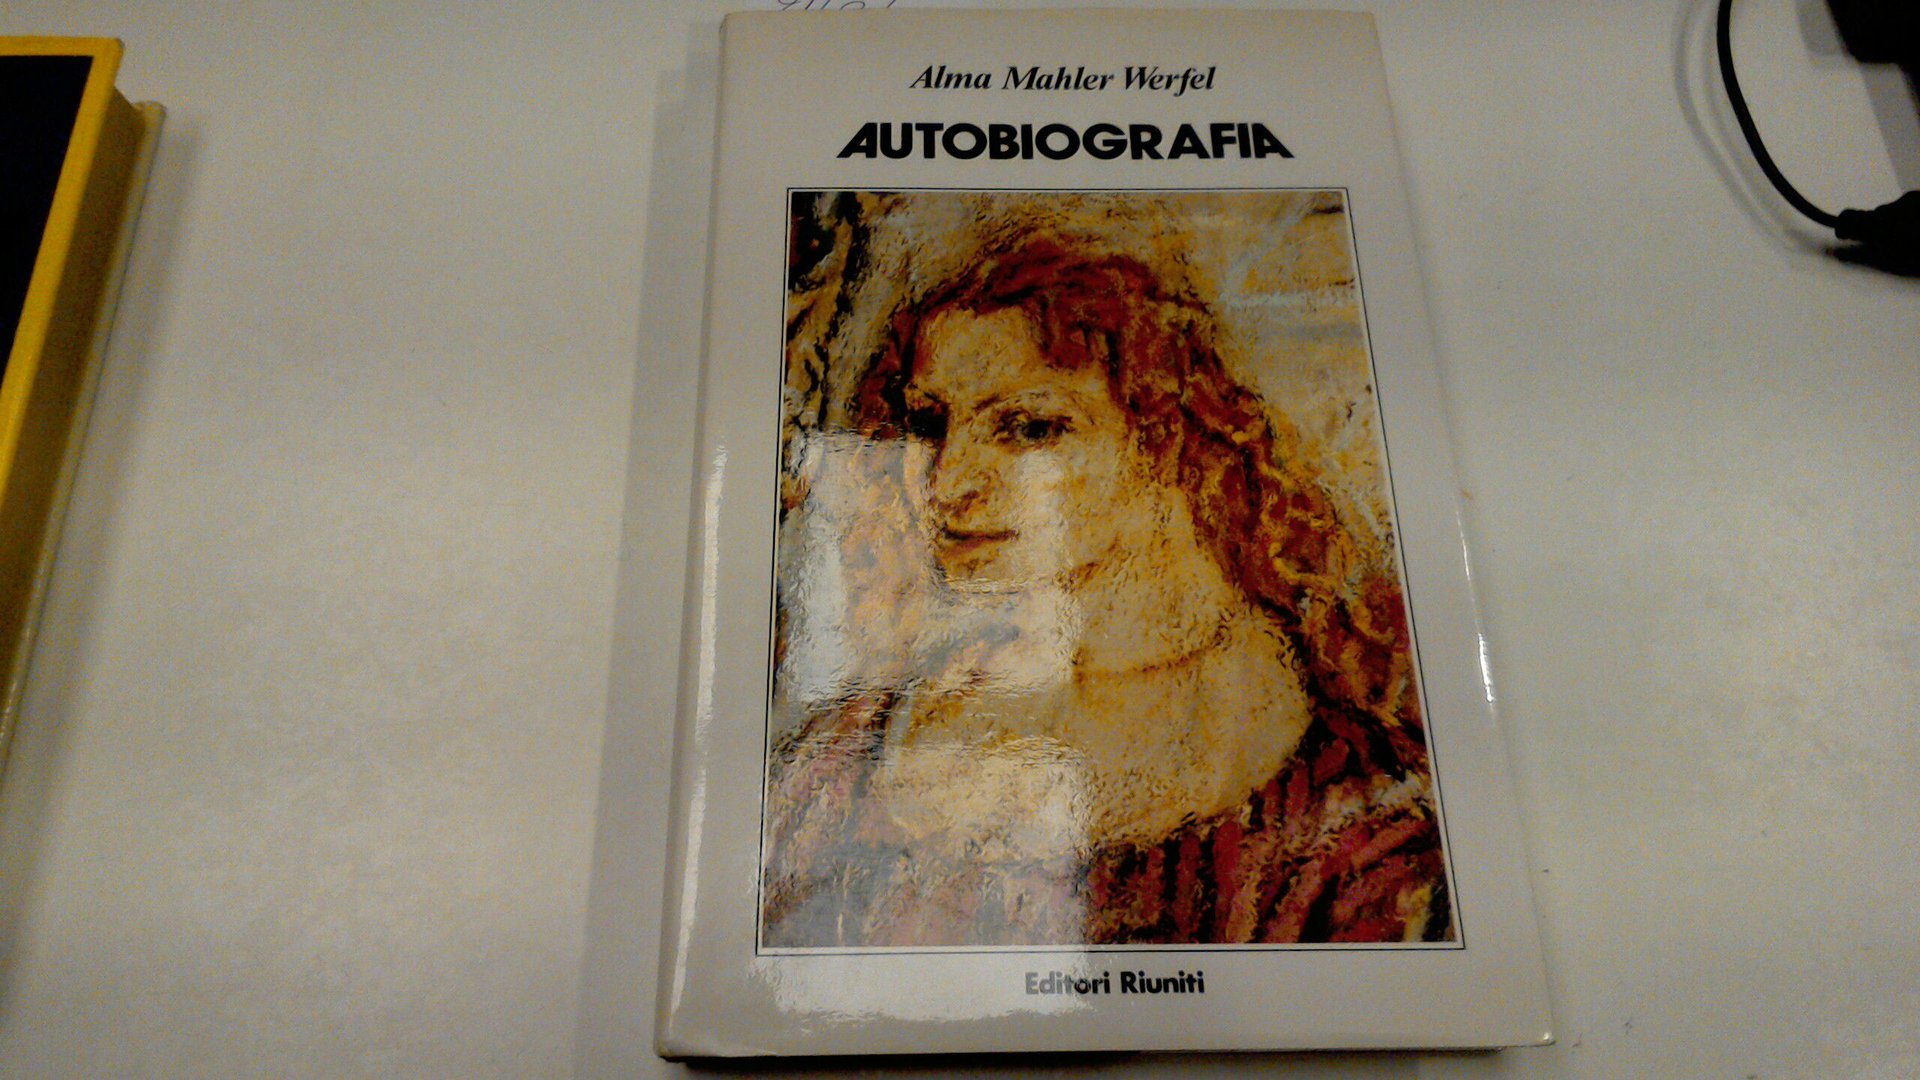 Alma Mahler Werfel
AUTOBIOGRAFIA
Editori Riuniti